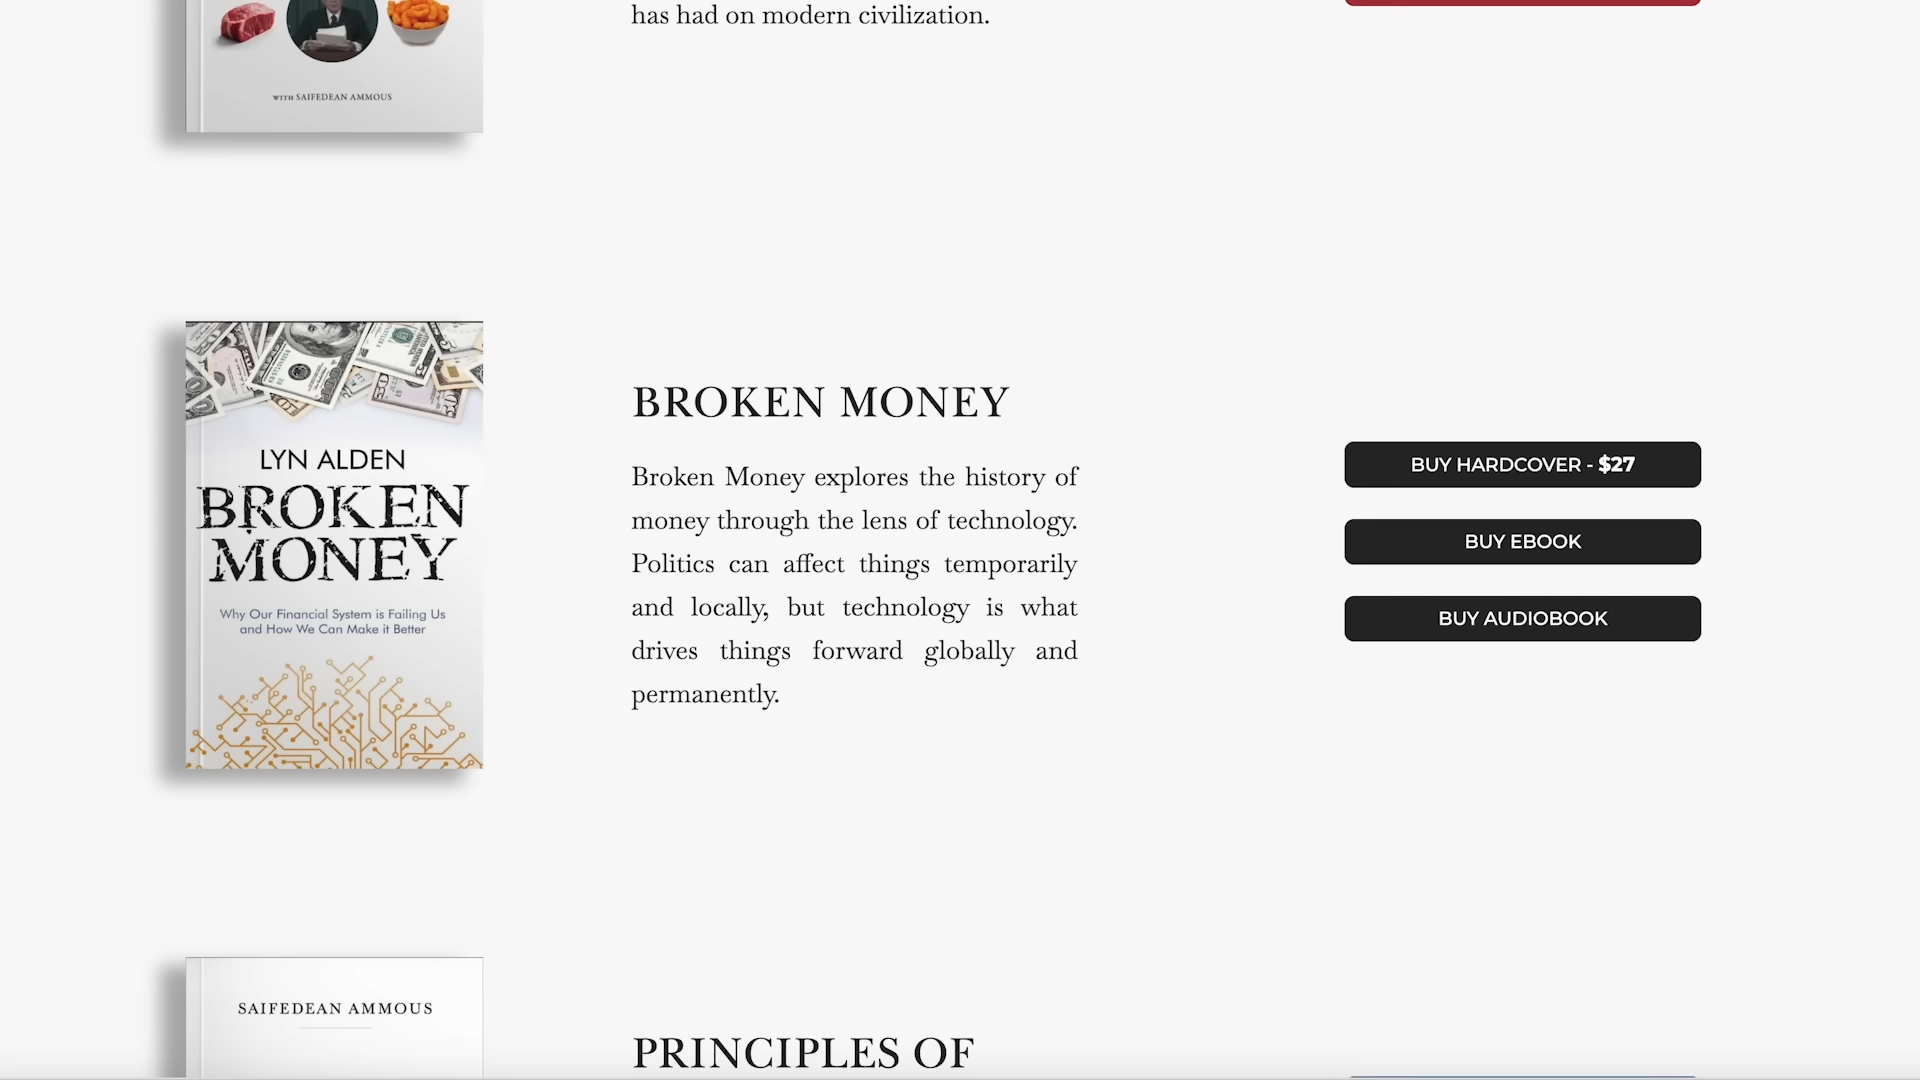 has had on modern civilization.
WITH SAIFEDEAN AMMOUS
LYN ALDEN
BROKEN
MONEY
Why Our Financial System is Failing Us
and How We Can Make it Better
BROKEN MONEY
Broken Money explores the history of
money through the lens of technology.
Politics can affect things temporarily
and locally, but technology is what
drives things forward globally and
permanently.
BUY HARDCOVER - $27
BUY EBOOK
BUY AUDIOBOOK
SAIFEDEAN AMMOUS
PRINCIPLES OF